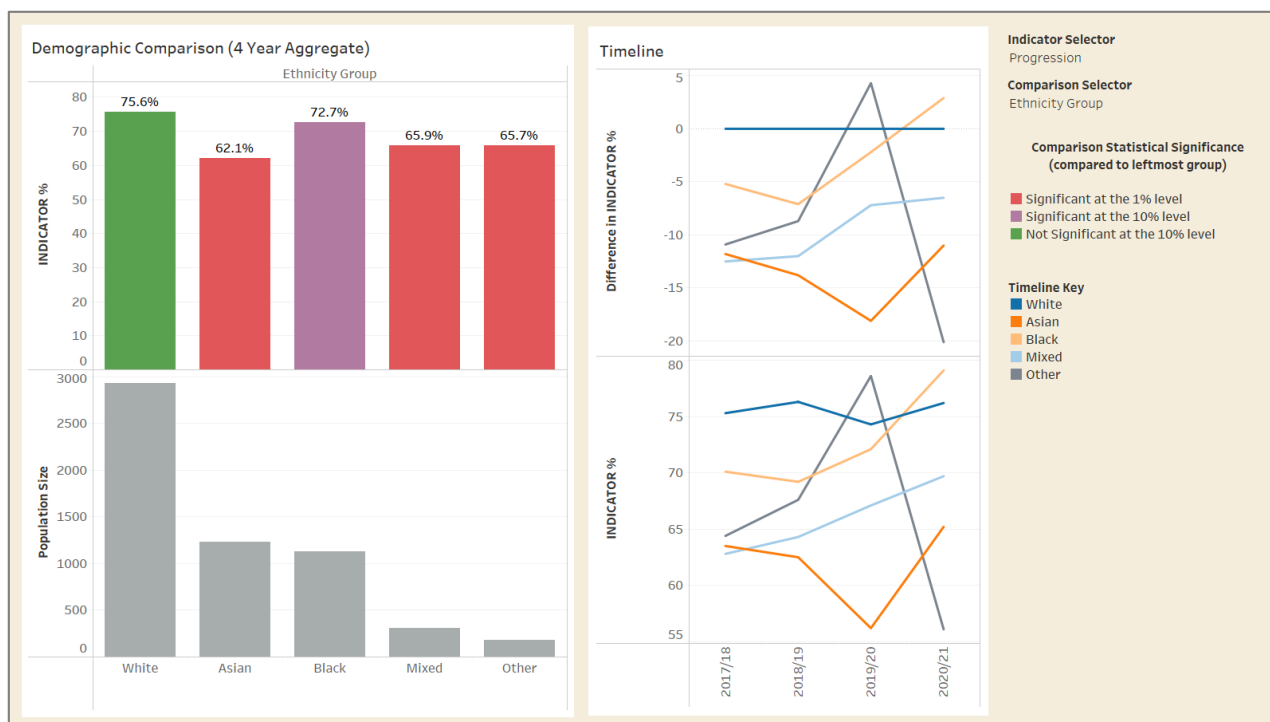 Demographic Comparison (4 Year Aggregate)
Ethnicity Group
INDICATOR %
80
70
60
50
40
30
20
10
0
75.6%
62.1%
72.7%
65.9%
65.7%
Population Size
3000
2500
2000
1500
1000
500
0
White
Asian
Black
Mixed
Other
Timeline
Difference in INDICATOR %
5
0
-5
-10
-15
-20
INDICATOR %
80
75
70
65
60
55
2017/18
2018/19
2019/20
2020/21
Indicator Selector
Progression
Comparison Selector
Ethnicity Group
Comparison Statistical Significance
(compared to leftmost group)
Significant at the 1% level
Significant at the 10% level
Not Significant at the 10% level
Timeline Key
White
Asian
Black
Mixed
Other